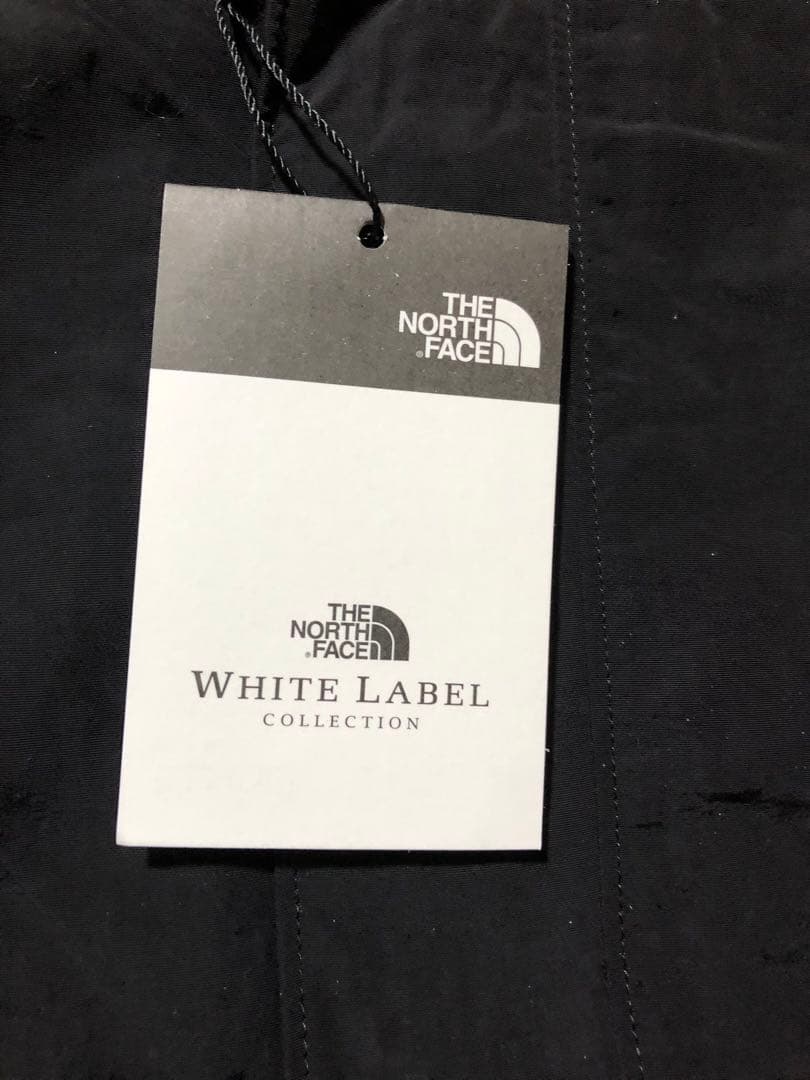 THE
NORTH
®FACE
THE
NORTH
®FACE
WHITE LABEL
COLLECTION